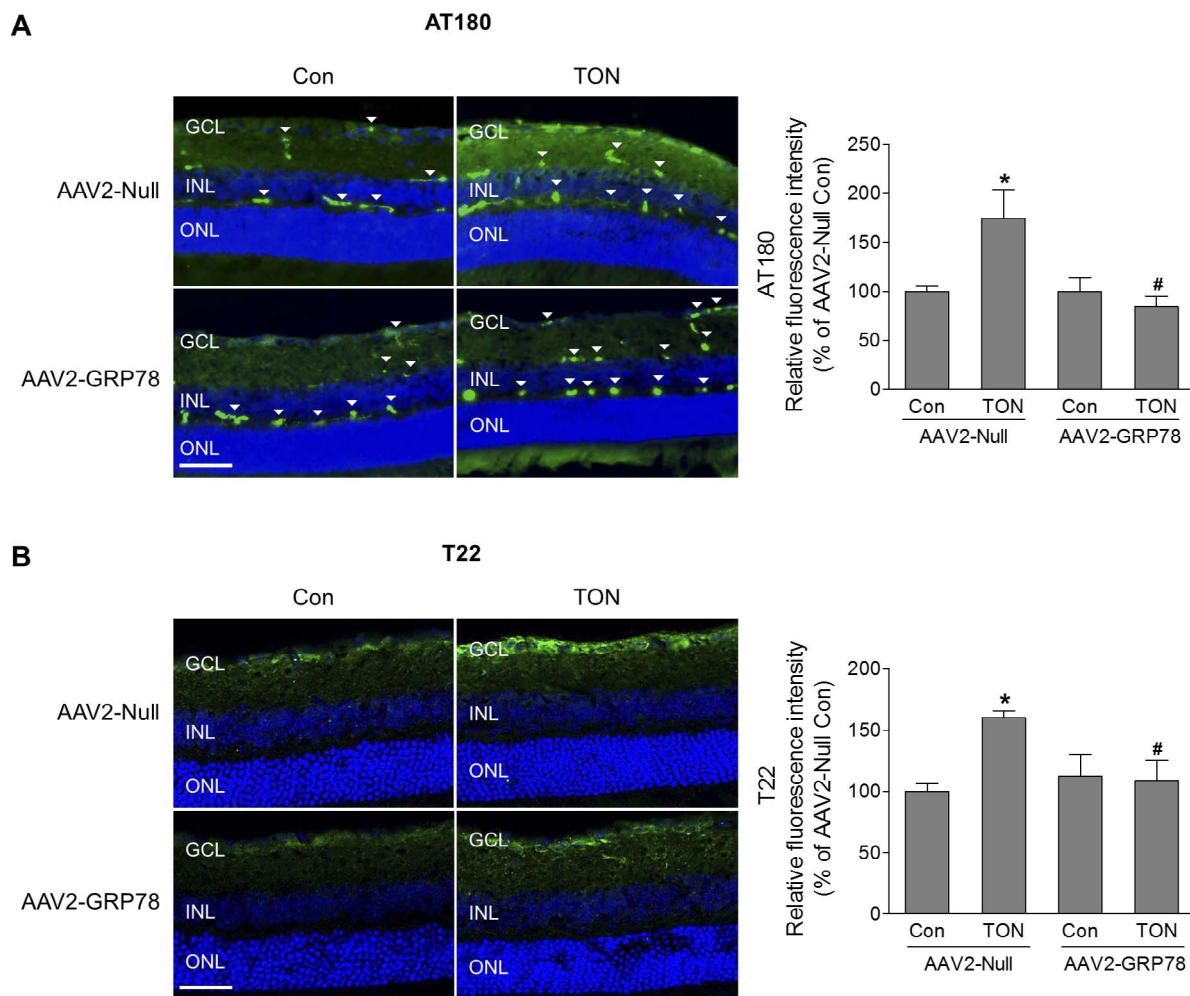 A
AT180
Con
TON
AAV2-Null
AAV2-GRP78
GCL
INL
ONL
GCL
INL
ONL
GCL
INL
ONL
GCL
INL
ONL
AT180
Relative fluorescence intensity
(% of AAV2-Null Con)
250
200
150
100
50
0
*
#
Con
TON
Con
TON
AAV2-Null
AAV2-GRP78
B
T22
Con
TON
AAV2-Null
AAV2-GRP78
GCL
INL
ONL
GCL
INL
ONL
GCL
INL
ONL
GCL
INL
ONL
T22
Relative fluorescence intensity
(% of AAV2-Null Con)
200
150
100
50
0
*
#
Con
TON
Con
TON
AAV2-Null
AAV2-GRP78